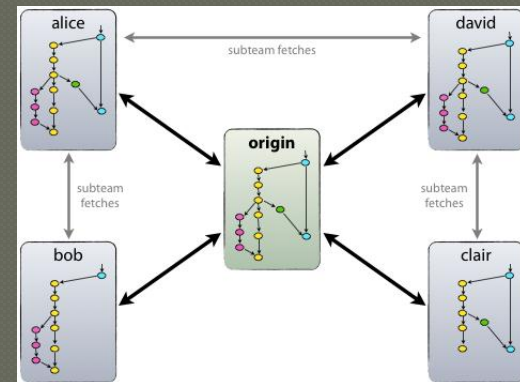 alice
david
subteam fetches
origin
subteam
fetches
subteam
fetches
bob
clair